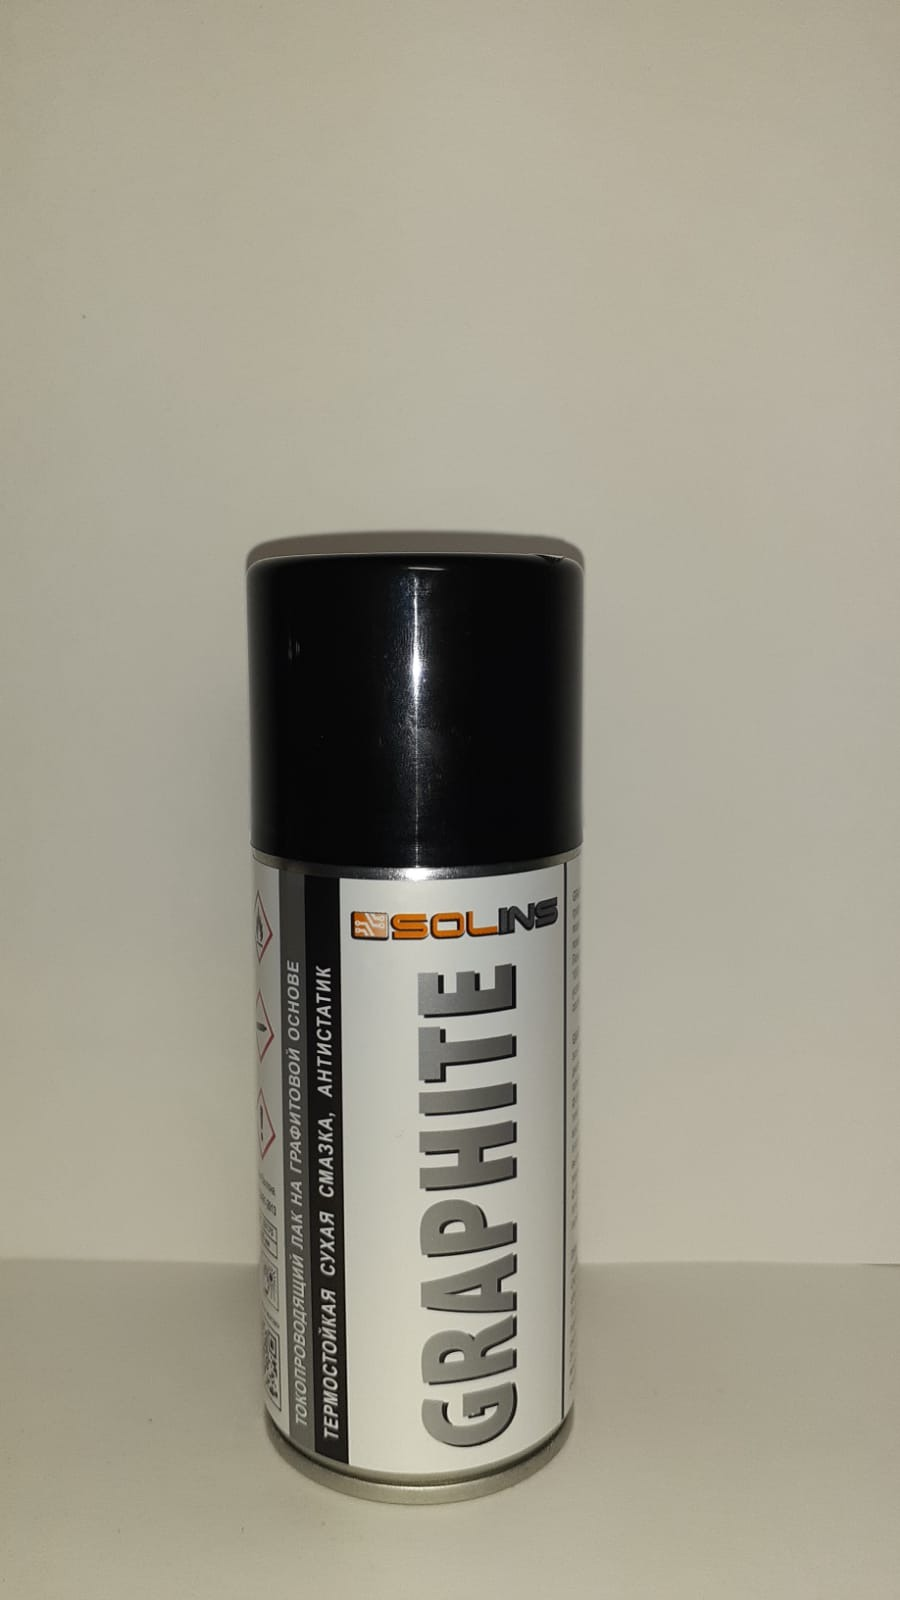 SOLINS
GRAPHITE
ТОКОПРОВОДЯЩИЙ ЛАК НА ГРАФИТОВОЙ ОСНОВЕ
ТЕРМОСТОЙКАЯ СУХАЯ СМАЗКА, АНТИСТАТИК